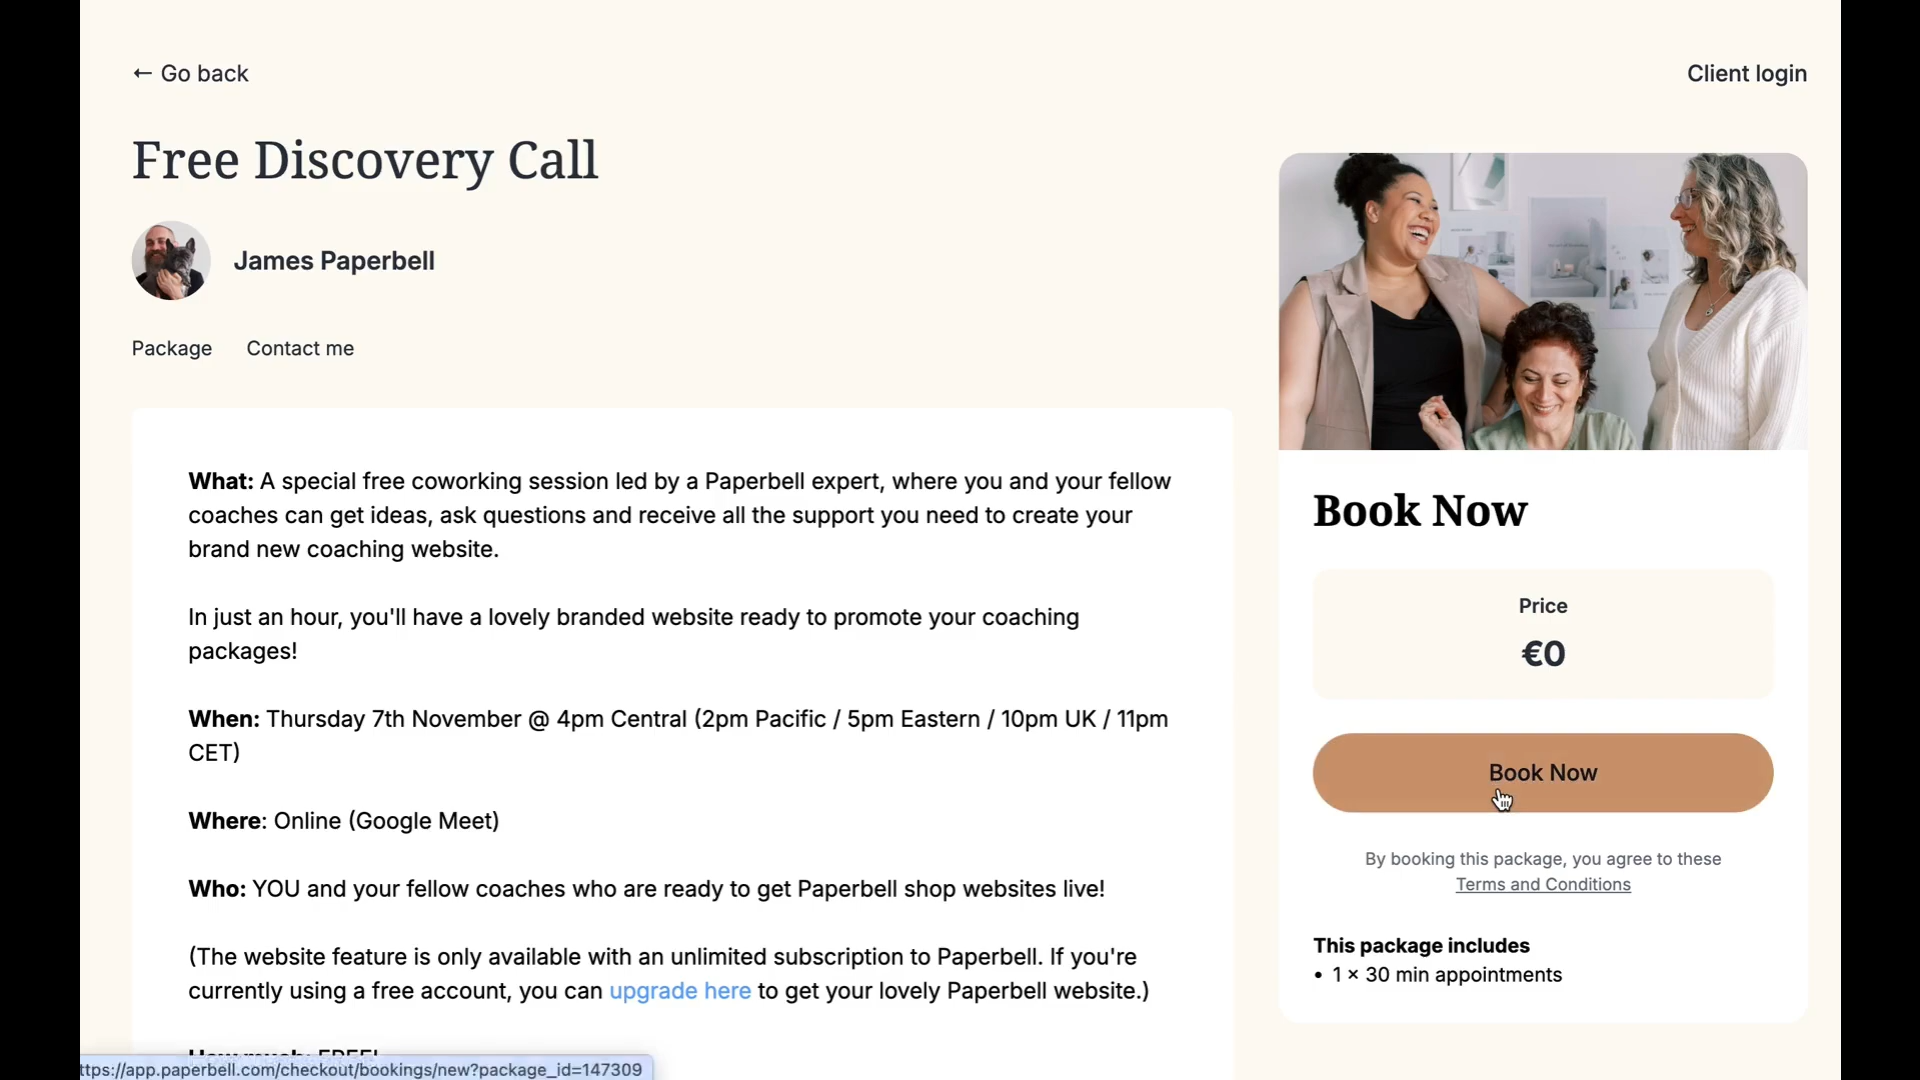 ← Go back
Client login
Free Discovery Call
James Paperbell
Package Contact me
What: A special free coworking session led by a Paperbell expert, where you and your fellow
coaches can get ideas, ask questions and receive all the support you need to create your
brand new coaching website.
In just an hour, you'll have a lovely branded website ready to promote your coaching
packages!
When: Thursday 7th November @ 4pm Central (2pm Pacific / 5pm Eastern / 10pm UK / 11pm
CET)
Where: Online (Google Meet)
Who: YOU and your fellow coaches who are ready to get Paperbell shop websites live!
(The website feature is only available with an unlimited subscription to Paperbell. If you're
currently using a free account, you can upgrade here to get your lovely Paperbell website.)
How much: FREE!
ttps://app.paperbell.com/checkout/bookings/new?package_id=147309
Book Now
Price
€0
Book Now
By booking this package, you agree to these
Terms and Conditions
This package includes
• 1 × 30 min appointments